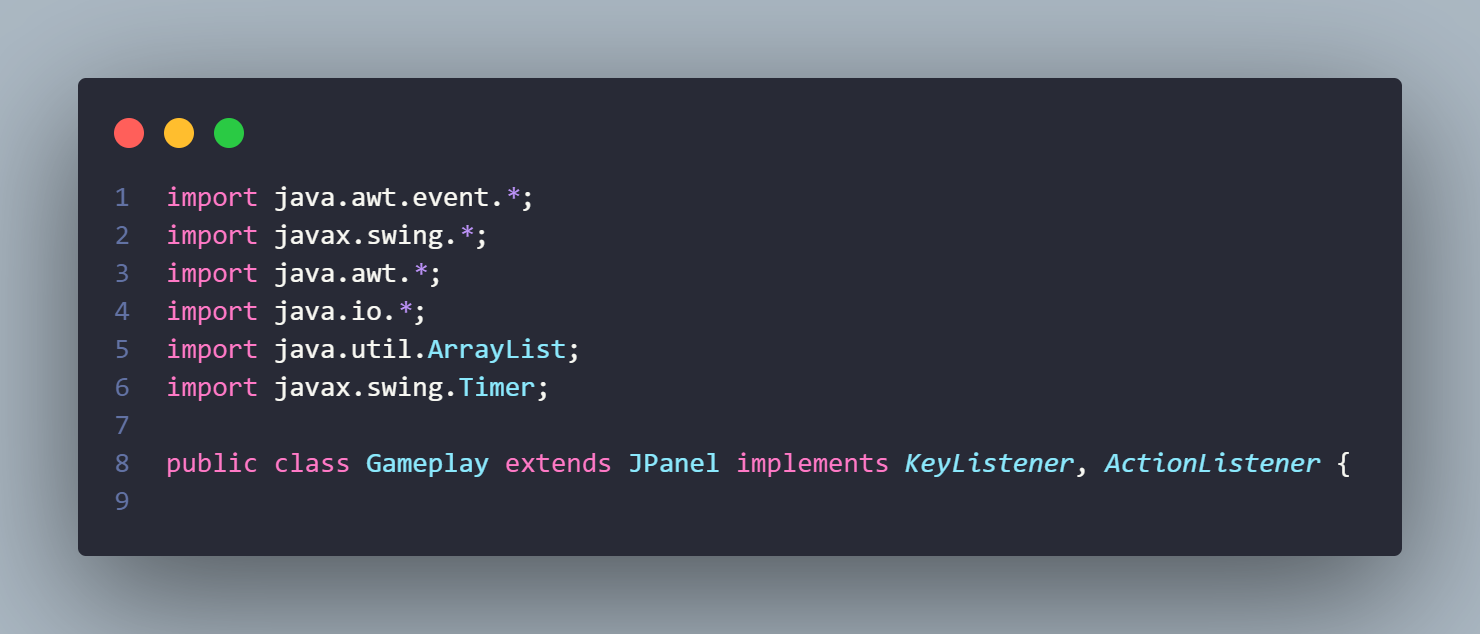 1 import java.awt.event.*;
2 import javax.swing.*;
3 import java.awt.*;
4 import java.io.*;
5 import java.util.ArrayList;
6 import javax.swing.Timer;
7
8 public class Gameplay extends JPanel implements KeyListener, ActionListener {
9